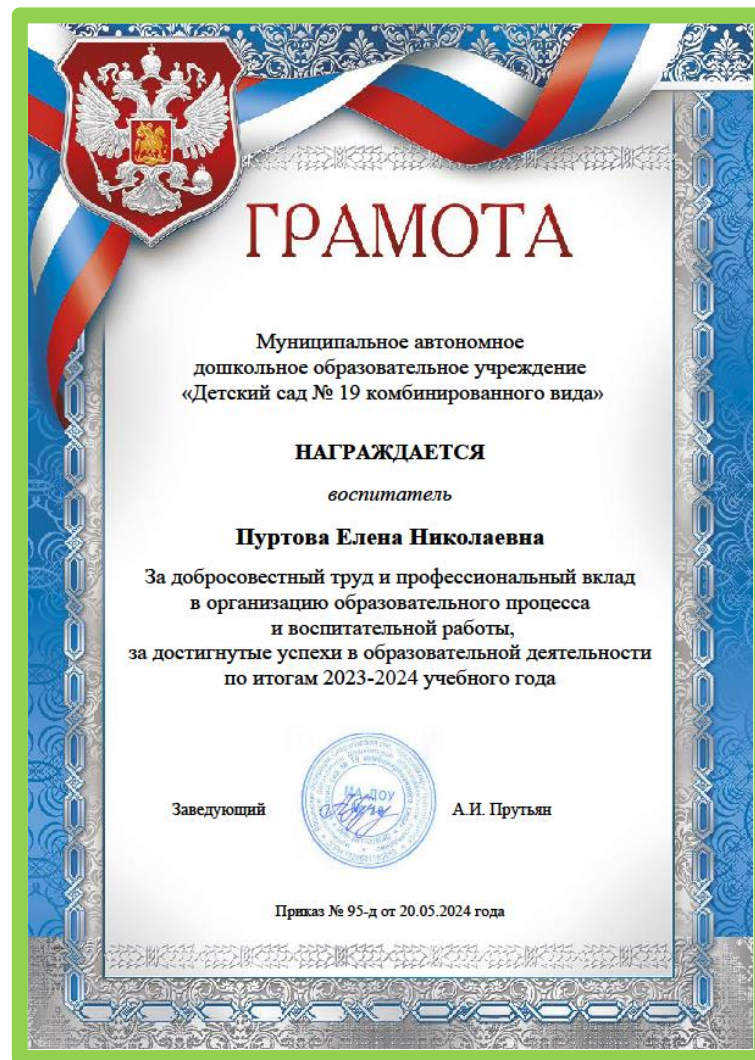 ГРАМОТА
Муниципальное автономное
дошкольное образовательное учреждение
«Детский сад № 19 комбинированного вида»
НАГРАЖДАЕТСЯ
воспитатель
Пуртова Елена Николаевна
За добросовестный труд и профессиональный вклад
в организацию образовательного процесса
и воспитательной работы,
за достигнутые успехи в образовательной деятельности
по итогам 2023-2024 учебного года
Заведующий
МА ДОУ
А.И. Прутьян
Приказ № 95-д от 20.05.2024 года